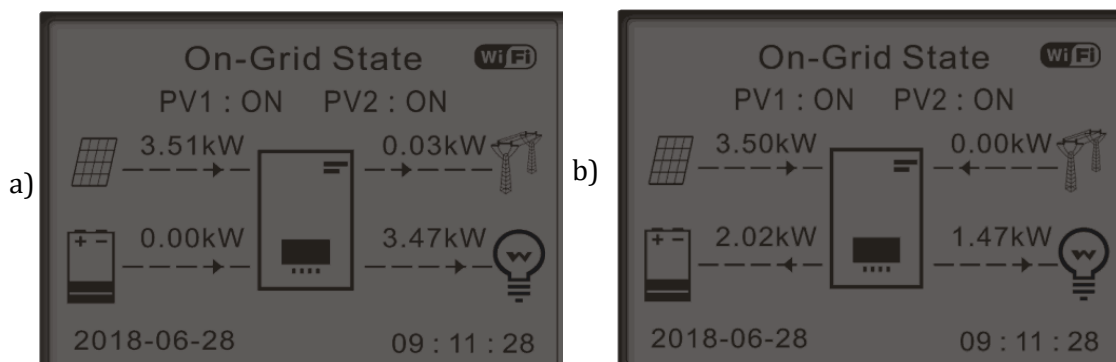 a)
On-Grid State WiFi
PV1 : ON PV2 : ON
3.51kW 0.03kW
+ − 0.00kW 3.47kW
W
2018-06-28 09 : 11 : 28
b)
On-Grid State WiFi
PV1 : ON PV2 : ON
3.50kW 0.00kW
+ − 2.02kW 1.47kW
W
2018-06-28 09 : 11 : 28